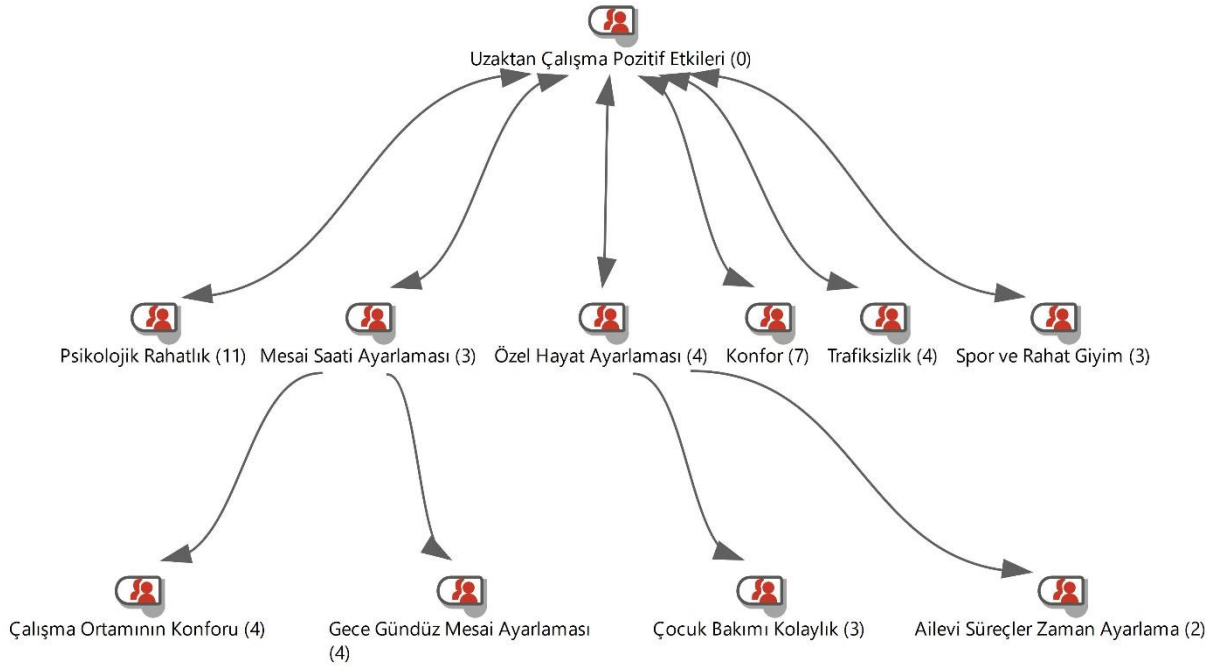 Uzaktan Çalışma Pozitif Etkileri (0)
Psikolojik Rahatlık (11)
Mesai Saati Ayarlaması (3)
Özel Hayat Ayarlaması (4)
Konfor (7)
Trafiksizlik (4)
Spor ve Rahat Giyim (3)
Çalışma Ortamının Konforu (4)
Gece Gündüz Mesai Ayarlaması
(4)
Çocuk Bakımı Kolaylık (3)
Ailevi Süreçler Zaman Ayarlama (2)